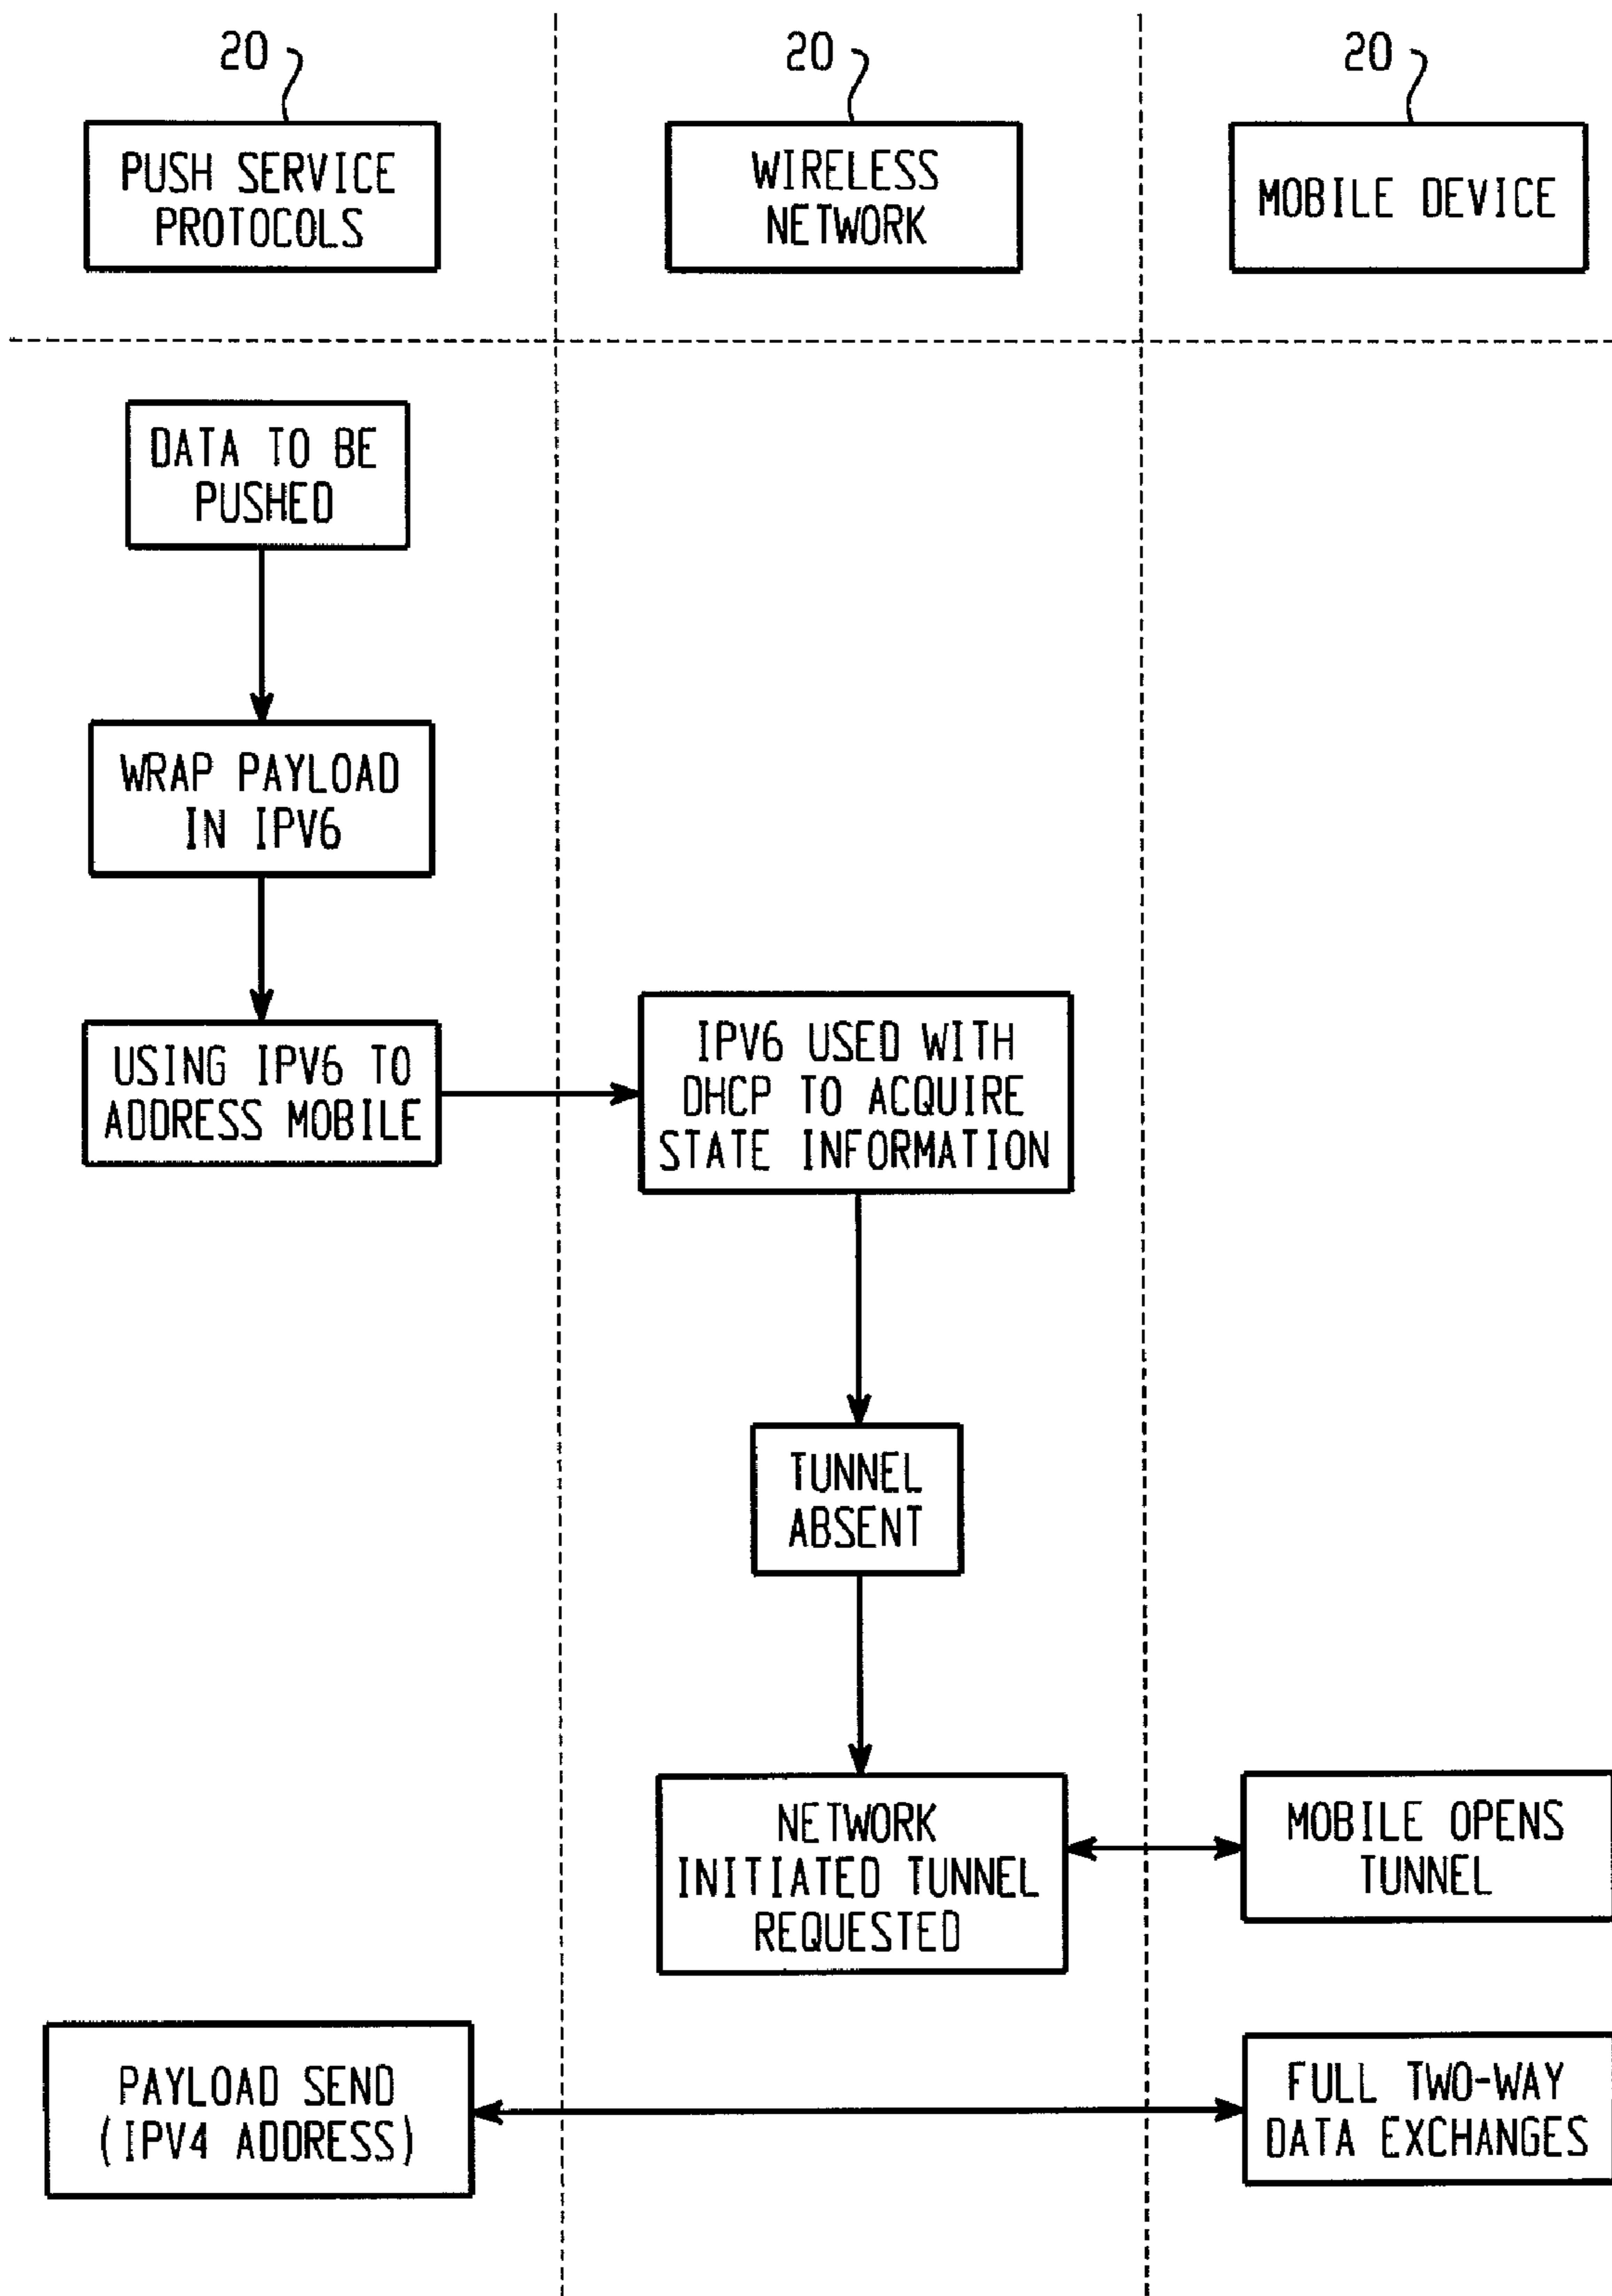 20
20
20
PUSH SERVICE
PROTOCOLS
WIRELESS
NETWORK
MOBILE DEVICE
DATA TO BE
PUSHED
WRAP PAYLOAD
IN IPV6
USING IPV6 TO
ADDRESS MOBILE
IPV6 USED WITH
DHCP TO ACQUIRE
STATE INFORMATION
TUNNEL
ABSENT
NETWORK
INITIATED TUNNEL
REQUESTED
MOBILE OPENS
TUNNEL
PAYLOAD SEND
(IPV4 ADDRESS)
FULL TWO-WAY
DATA EXCHANGES